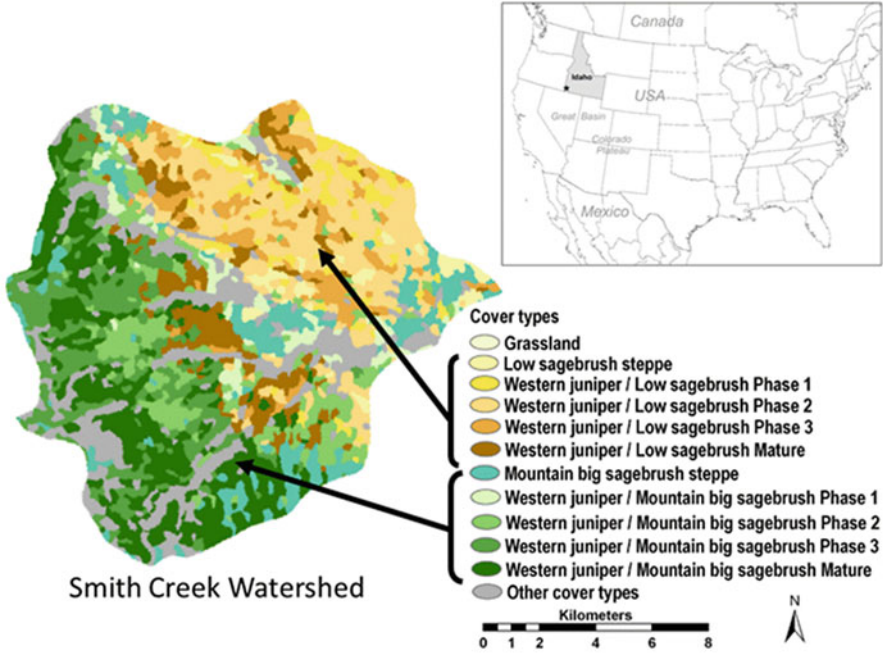 Canada
Idaho
USA
Great Basin
Colorado
Plateau
Mexico
Cover types
Grassland
Low sagebrush steppe
Western juniper / Low sagebrush Phase 1
Western juniper / Low sagebrush Phase 2
Western juniper / Low sagebrush Phase 3
Western juniper / Low sagebrush Mature
Mountain big sagebrush steppe
Western juniper / Mountain big sagebrush Phase 1
Western juniper / Mountain big sagebrush Phase 2
Western juniper / Mountain big sagebrush Phase 3
Western juniper / Mountain big sagebrush Mature
Other cover types
Smith Creek Watershed
Kilometers
0 1 2 4 6 8
N